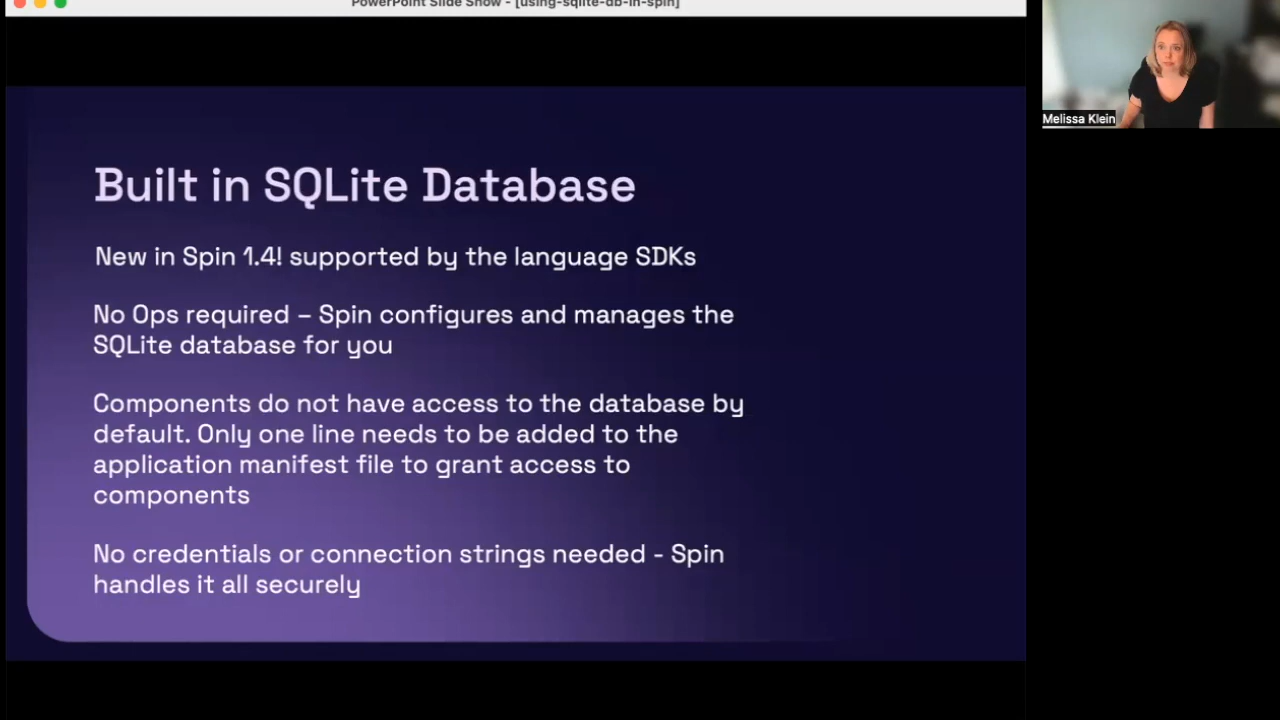 PowerPoint Slide Show - [using-sqlite-db-in-spin]
Melissa Klein
Built in SQLite Database
New in Spin 1.4! supported by the language SDKs
No Ops required – Spin configures and manages the
SQLite database for you
Components do not have access to the database by
default. Only one line needs to be added to the
application manifest file to grant access to
components
No credentials or connection strings needed - Spin
handles it all securely